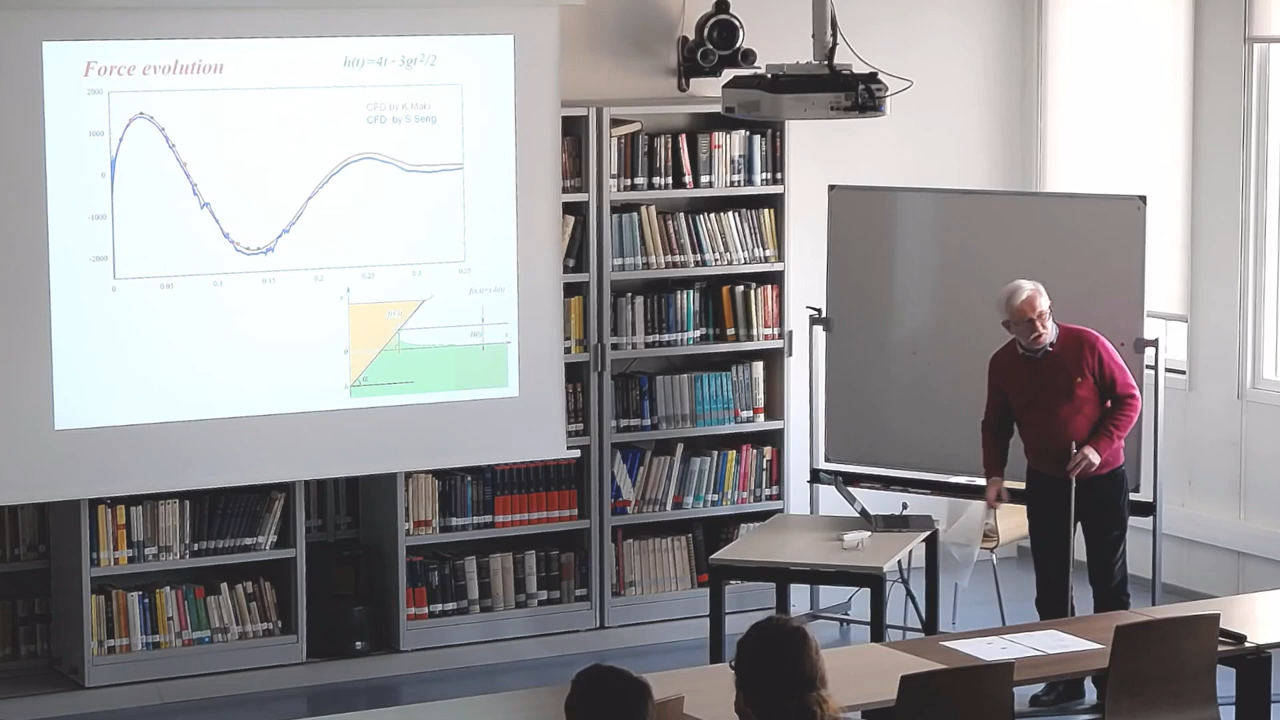 Force evolution
h(t)=4t - 3gt²/2
2000
CFD by K Maki
CFD by S Seng
1000
0
-1000
-2000
0
0.05
0.1
0.15
0.2
0.25
0.3
0.35
α